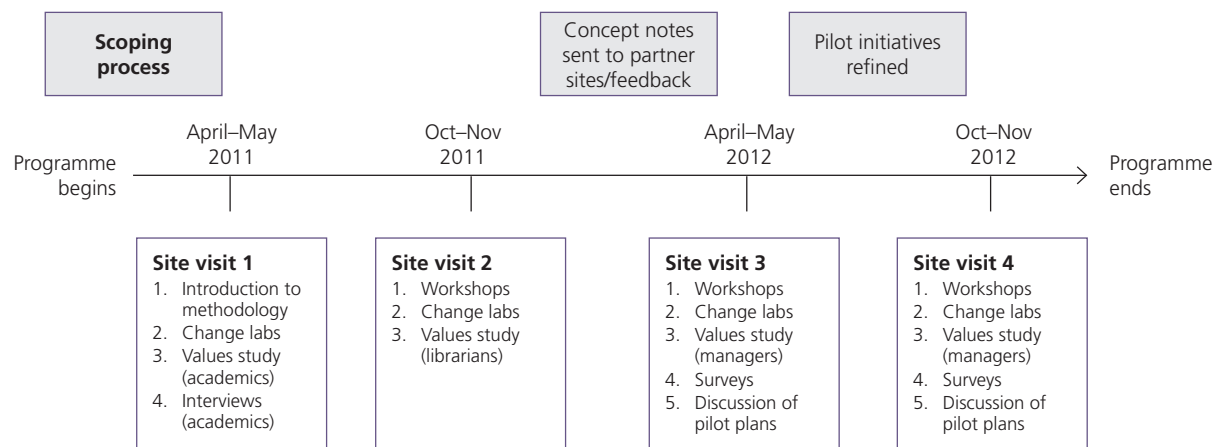 Scoping
process
Concept notes
sent to partner
sites/feedback
Pilot initiatives
refined
April–May
2011
Oct–Nov
2011
April–May
2012
Oct–Nov
2012
Programme
begins
Programme
ends
Site visit 1
1. Introduction to
methodology
2. Change labs
3. Values study
(academics)
4. Interviews
(academics)
Site visit 2
1. Workshops
2. Change labs
3. Values study
(librarians)
Site visit 3
1. Workshops
2. Change labs
3. Values study
(managers)
4. Surveys
5. Discussion of
pilot plans
Site visit 4
1. Workshops
2. Change labs
3. Values study
(managers)
4. Surveys
5. Discussion of
pilot plans